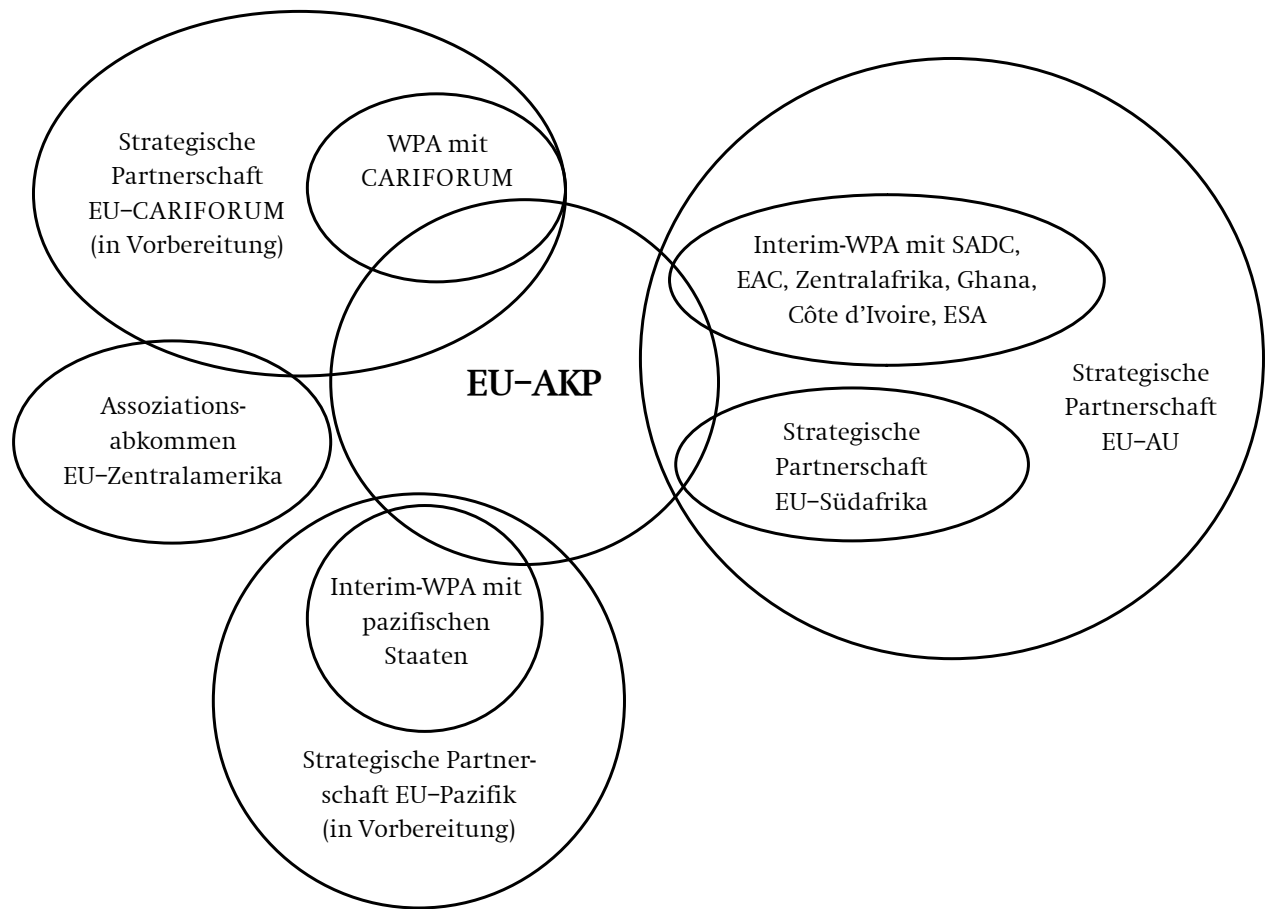 Strategische
Partnerschaft
EU–CARIFORUM
(in Vorbereitung)
WPA mit
CARIFORUM
Interim-WPA mit SADC,
EAC, Zentralafrika, Ghana,
Côte d’Ivoire, ESA
Strategische
Partnerschaft
EU–AU
EU–AKP
Assoziations-
abkommen
EU–Zentralamerika
Strategische
Partnerschaft
EU–Südafrika
Interim-WPA mit
pazifischen
Staaten
Strategische Partner-
schaft EU–Pazifik
(in Vorbereitung)